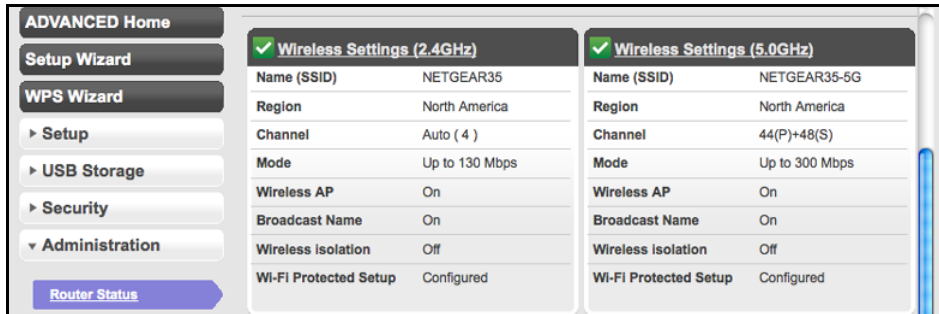 ADVANCED Home
Setup Wizard
WPS Wizard
Setup
USB Storage
Security
Administration
Router Status
Wireless Settings (2.4GHz)
Name (SSID) NETGEAR35
Region North America
Channel Auto ( 4 )
Mode Up to 130 Mbps
Wireless AP On
Broadcast Name On
Wireless isolation Off
Wi-Fi Protected Setup Configured
Wireless Settings (5.0GHz)
Name (SSID) NETGEAR35-5G
Region North America
Channel 44(P)+48(S)
Mode Up to 300 Mbps
Wireless AP On
Broadcast Name On
Wireless isolation Off
Wi-Fi Protected Setup Configured